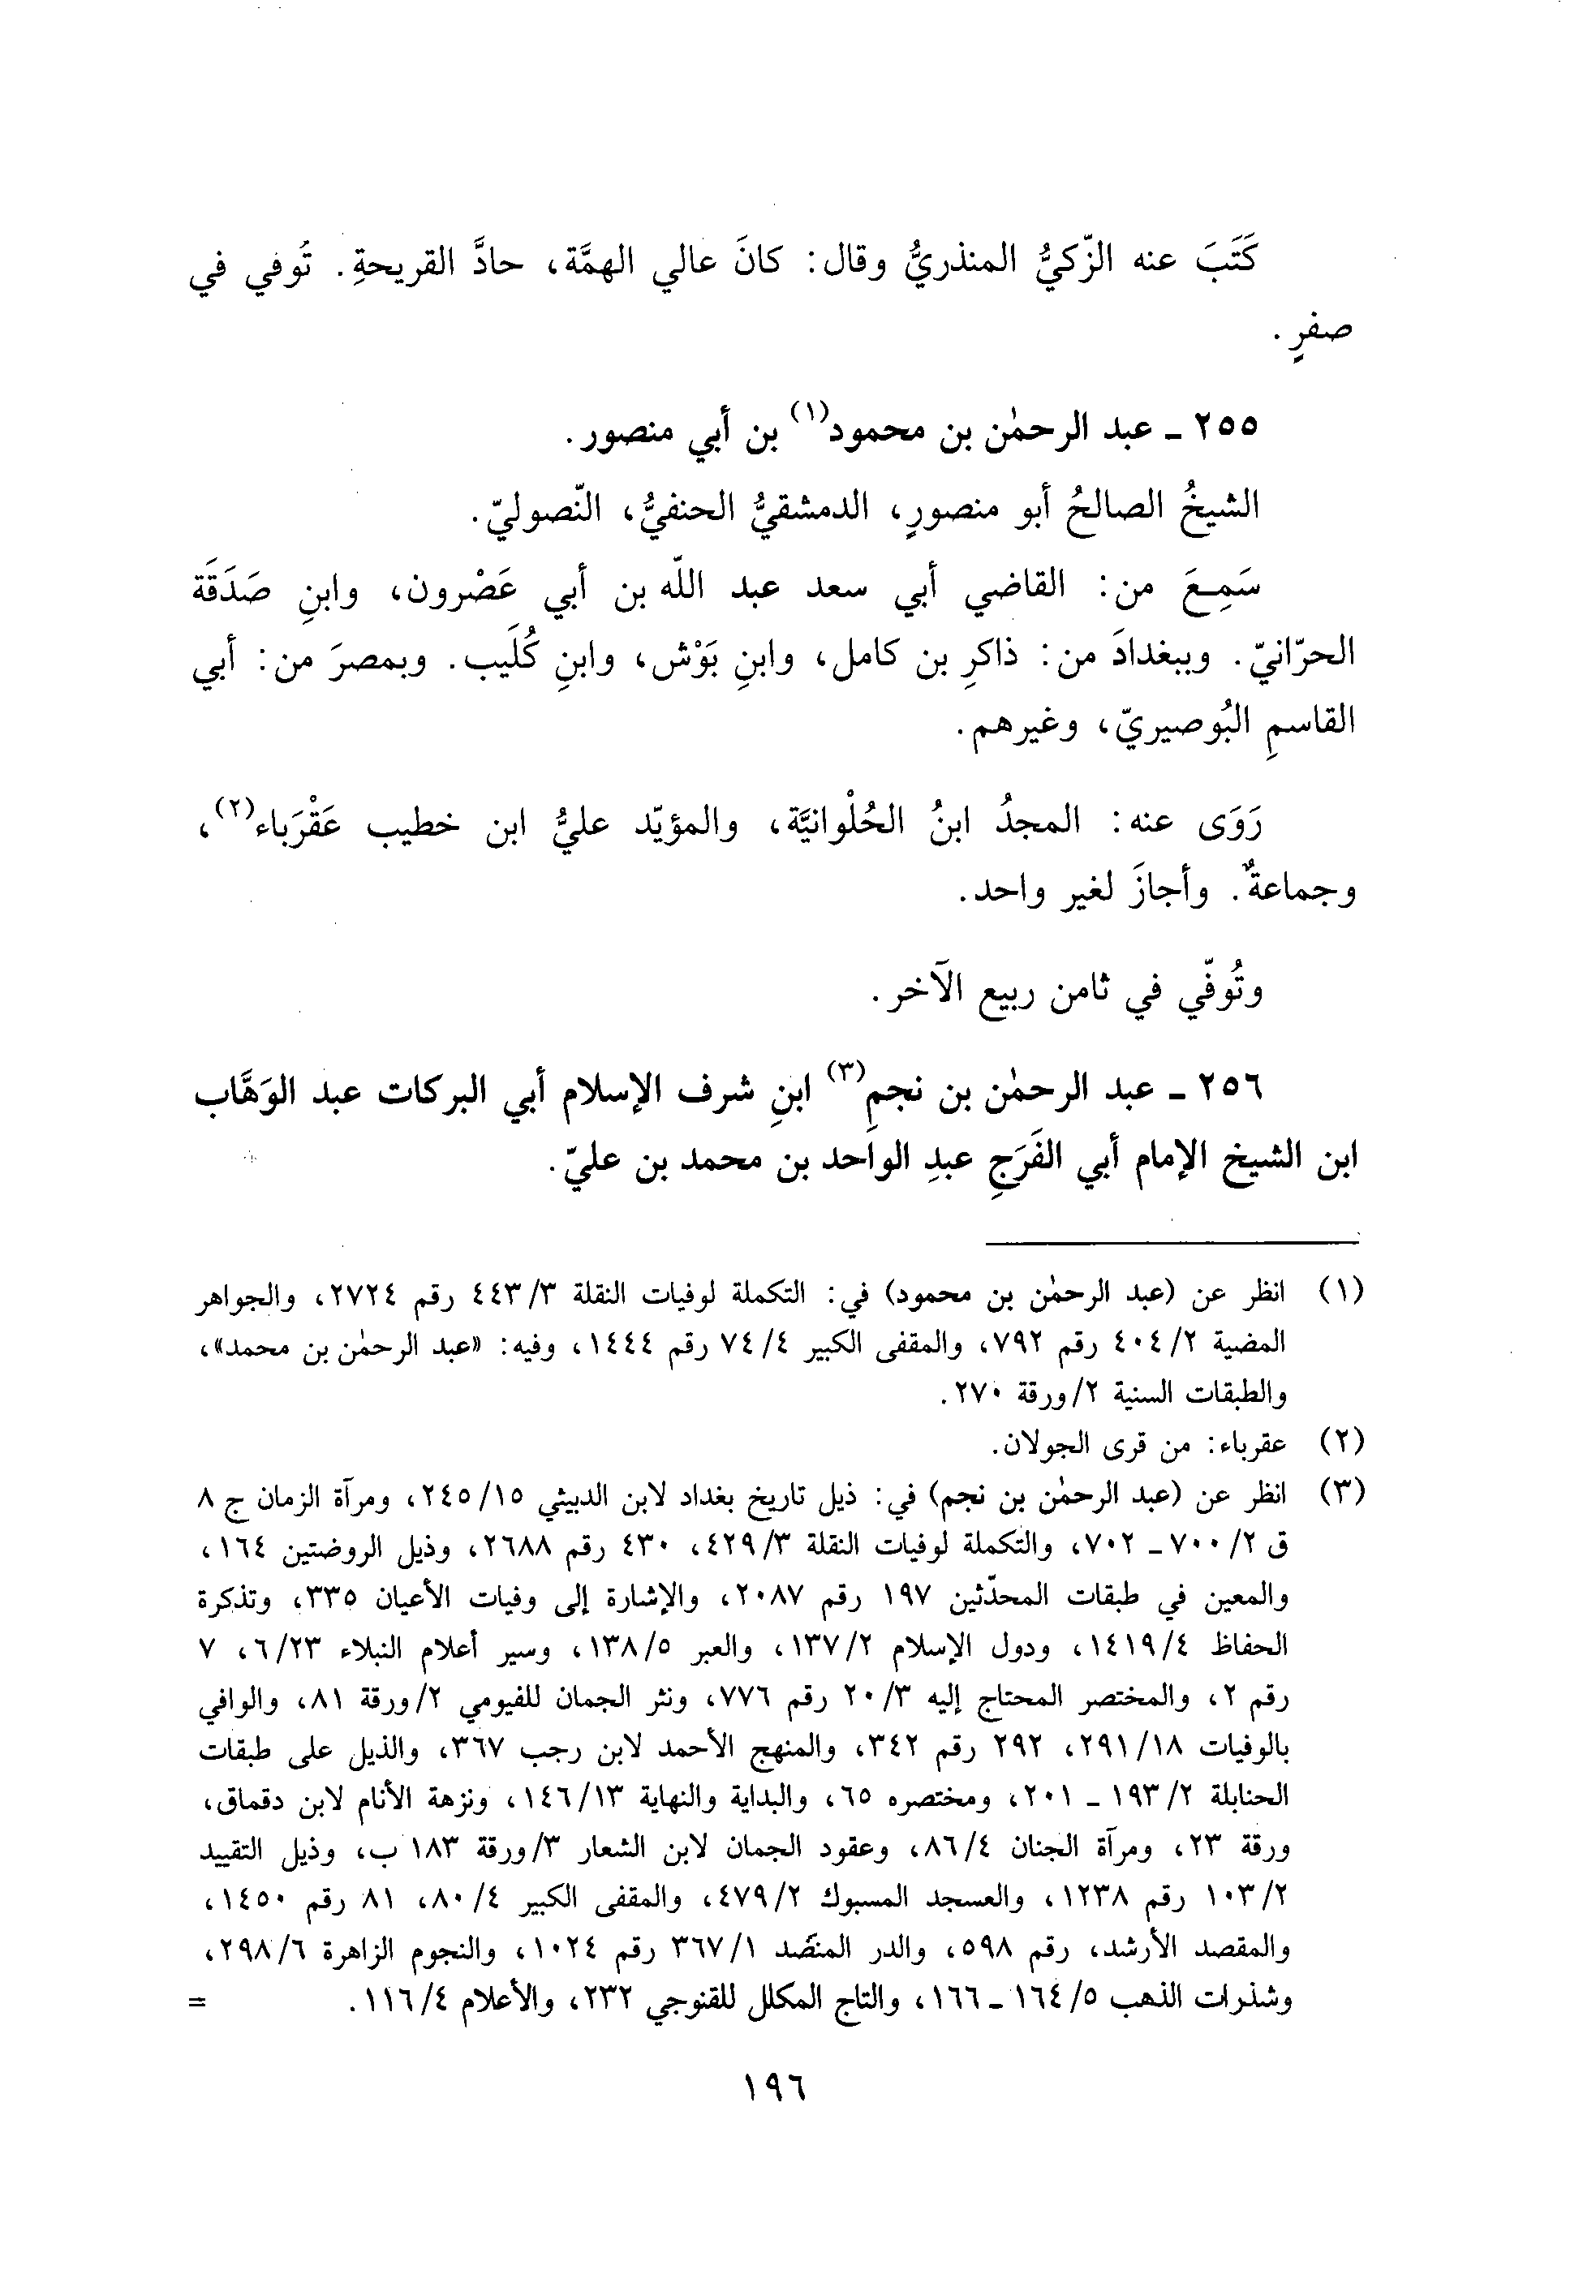 كَتَبَ عنه الزّكيُّ المنذريُّ وقال: كانَ عالي الهمَّة، حادَّ القريحةِ. تُوفي في
صفرٍ.
٢٥٥ ـ عبد الرحمٰن بن محمود(١) بن أبي منصور.
الشيخُ الصالحُ أبو منصورٍ، الدمشقيُّ الحنفيُّ، النّصوليّ.
سَمِعَ من: القاضي أبي سعد عبد اللّه بن أبي عَصْرون، وابنِ صَدَقَة
الحرّانيّ. وببغدادَ من: ذاكرِ بن كامل، وابنِ بَوْش، وابنِ كُلَيب. وبمصرَ من: أبي
القاسمِ البُوصيريّ، وغيرهم.
رَوَى عنه: المجدُ ابنُ الحُلْوانيَّة، والمؤيّد عليُّ ابن خطيب عَقْرَباء(٢)،
وجماعةٌ. وأجازَ لغير واحد.
وتُوفّي في ثامن ربيع الآخر.
٢٥٦ ـ عبد الرحمٰن بن نجمِ(٣) ابنِ شرف الإسلام أبي البركات عبد الوَهَّاب
ابن الشيخ الإمام أبي الفَرَجِ عبدِ الواحد بن محمد بن عليّ.
(١) انظر عن (عبد الرحمٰن بن محمود) في: التكملة لوفيات النقلة ٤٤٣/٣ رقم ٢٧٢٤، والجواهر
المضية ٤٠٤/٢ رقم ٧٩٢، والمقفى الكبير ٧٤/٤ رقم ١٤٤٤، وفيه: «عبد الرحمٰن بن محمد»،
والطبقات السنية ٢/ورقة ٢٧٠.
(٢) عقرباء: من قرى الجولان.
(٣) انظر عن (عبد الرحمٰن بن نجم) في: ذيل تاريخ بغداد لابن الدبيثي ٢٤٥/١٥، ومرآة الزمان ج ٨
ق ٧٠٠/٢ ـ ٧٠٢، والتكملة لوفيات النقلة ٤٢٩/٣، ٤٣٠ رقم ٢٦٨٨، وذيل الروضتين ١٦٤،
والمعين في طبقات المحدّثين ١٩٧ رقم ٢٠٨٧، والإشارة إلى وفيات الأعيان ٣٣٥، وتذكرة
الحفاظ ١٤١٩/٤، ودول الإسلام ١٣٧/٢، والعبر ١٣٨/٥، وسير أعلام النبلاء ٦/٢٣، ٧
رقم ٢، والمختصر المحتاج إليه ٢٠/٣ رقم ٧٧٦، ونثر الجمان للفيومي ٢/ورقة ٨١، والوافي
بالوفيات ٢٩١/١٨، ٢٩٢ رقم ٣٤٢، والمنهج الأحمد لابن رجب ٣٦٧، والذيل على طبقات
الحنابلة ١٩٣/٢ ـ ٢٠١، ومختصره ٦٥، والبداية والنهاية ١٤٦/١٣، ونزهة الأنام لابن دقماق،
ورقة ٢٣، ومرآة الجنان ٨٦/٤، وعقود الجمان لابن الشعار ٣/ورقة ١٨٣ ب، وذيل التقييد
١٠٣/٢ رقم ١٢٣٨، والعسجد المسبوك ٤٧٩/٢، والمقفى الكبير ٨٠/٤، ٨١ رقم ١٤٥٠،
والمقصد الأرشد، رقم ٥٩٨، والدر المنضّد ٣٦٧/١ رقم ١٠٢٤، والنجوم الزاهرة ٢٩٨/٦،
وشذرات الذهب ١٦٤/٥ ـ ١٦٦، والتاج المكلل للقنوجي ٢٣٢، والأعلام ١١٦/٤. =
١٩٦